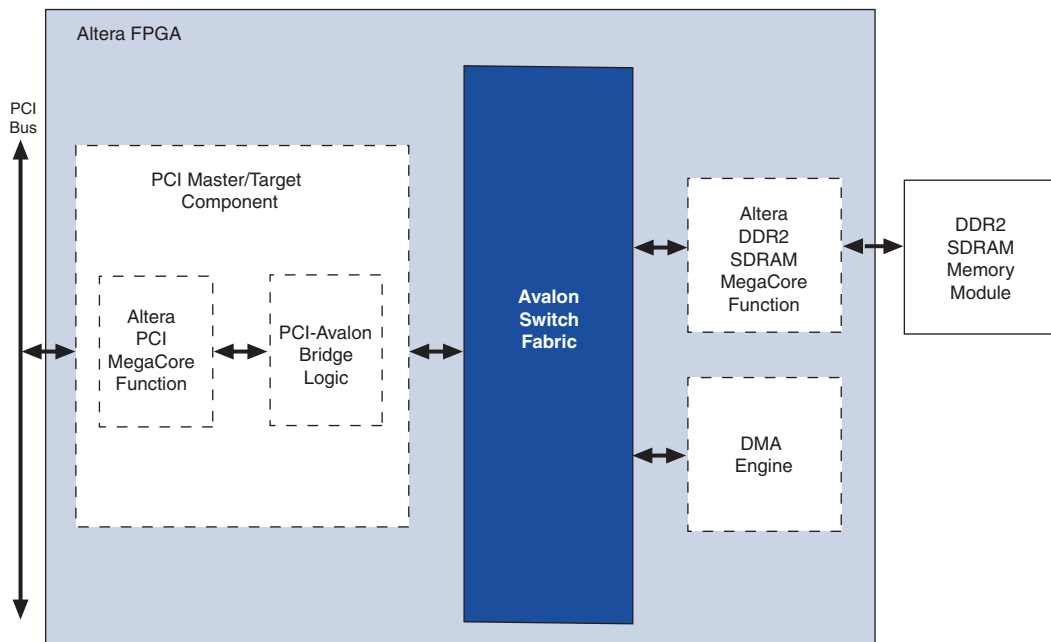 Altera FPGA
PCI
Bus
PCI Master/Target
Component
Altera
PCI
MegaCore
Function
PCI-Avalon
Bridge
Logic
Avalon
Switch
Fabric
Altera
DDR2
SDRAM
MegaCore
Function
DDR2
SDRAM
Memory
Module
DMA
Engine